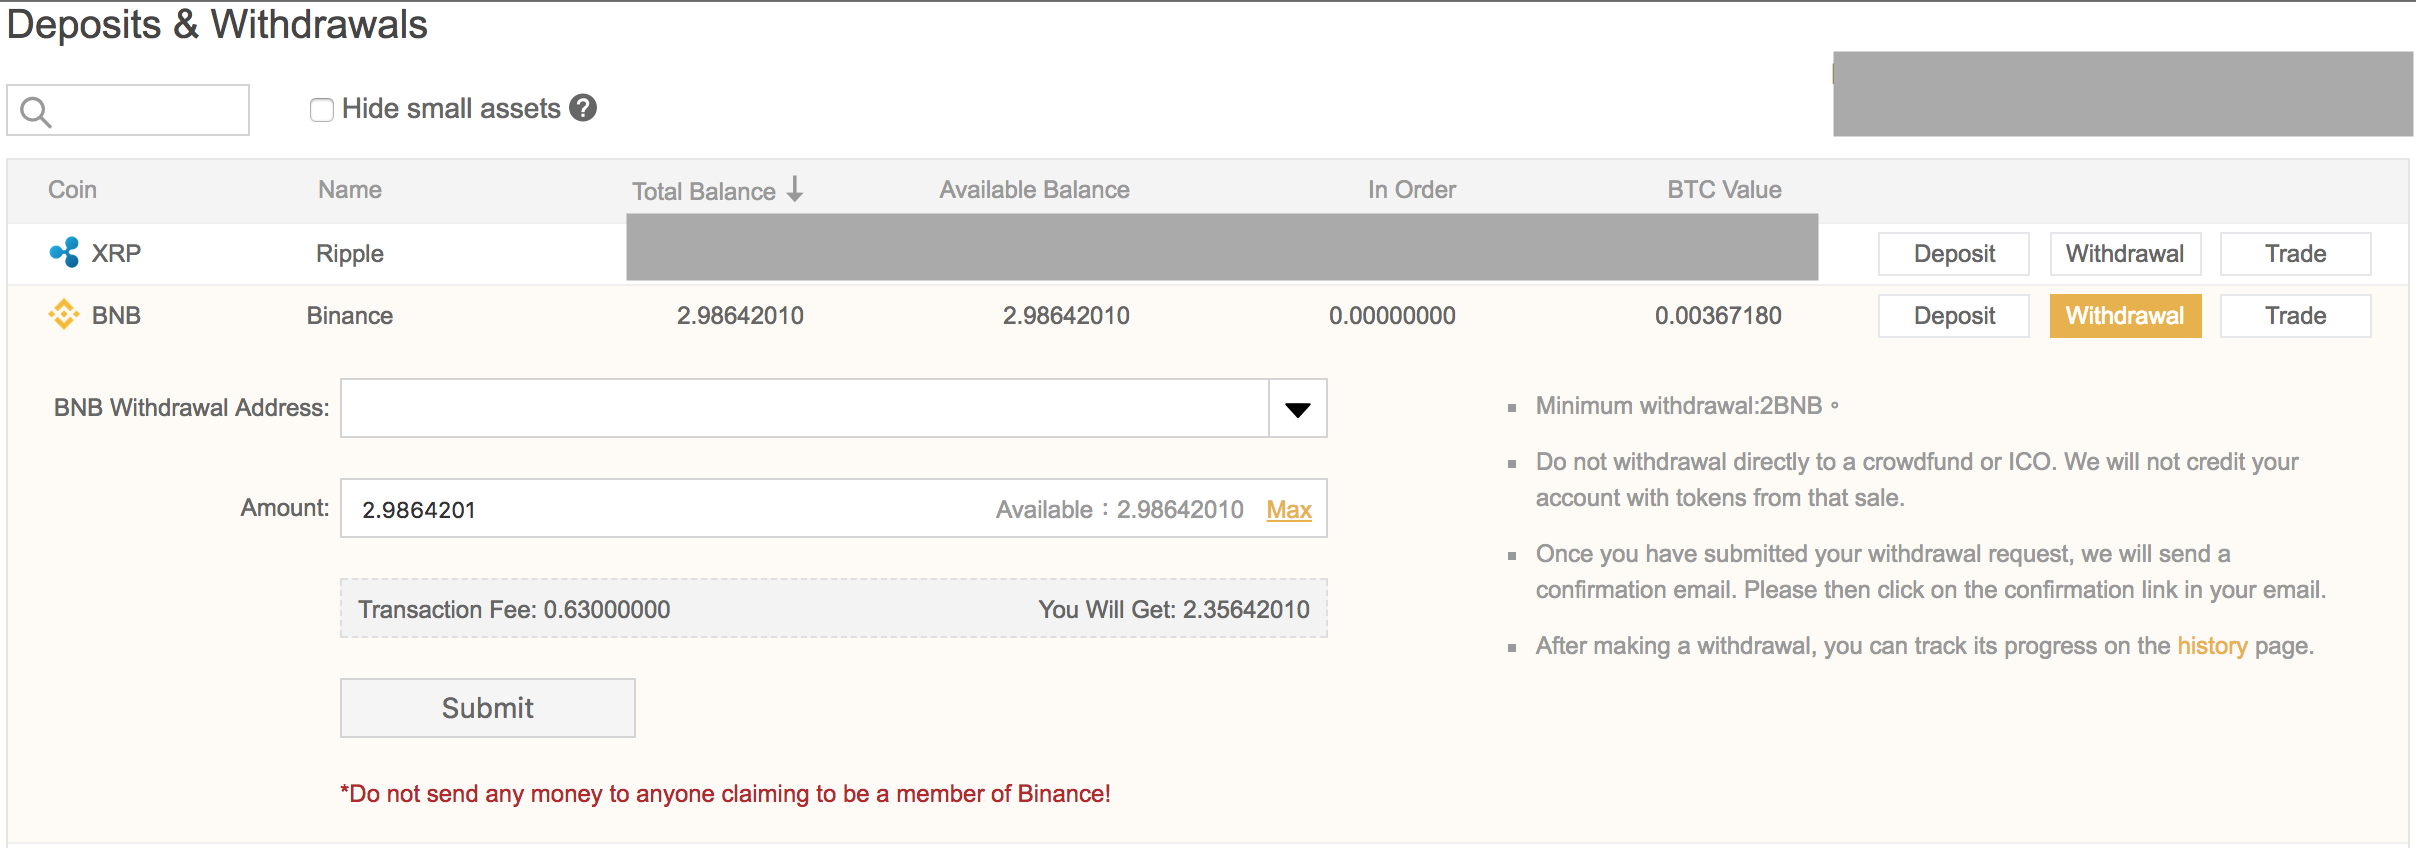 Deposits & Withdrawals
Hide small assets ?
Coin Name Total Balance ↓ Available Balance In Order BTC Value
XRP Ripple Deposit Withdrawal Trade
BNB Binance 2.98642010 2.98642010 0.00000000 0.00367180 Deposit Withdrawal Trade
BNB Withdrawal Address:
Amount: 2.9864201 Available：2.98642010 Max
Transaction Fee: 0.63000000 You Will Get: 2.35642010
Submit
*Do not send any money to anyone claiming to be a member of Binance!
Minimum withdrawal:2BNB。
Do not withdrawal directly to a crowdfund or ICO. We will not credit your
account with tokens from that sale.
Once you have submitted your withdrawal request, we will send a
confirmation email. Please then click on the confirmation link in your email.
After making a withdrawal, you can track its progress on the history page.